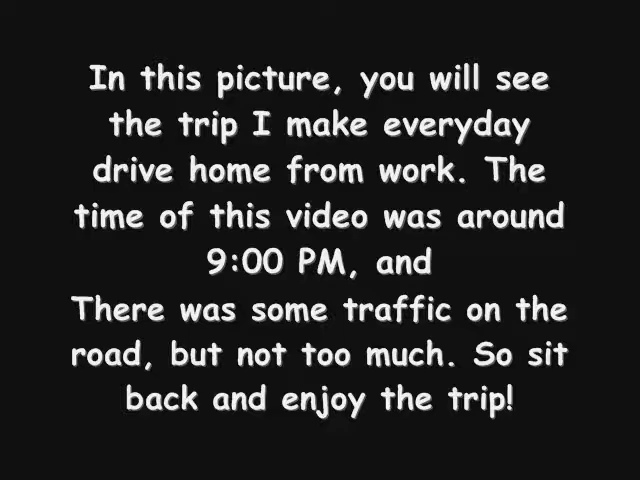 In this picture, you will see
the trip I make everyday
drive home from work. The
time of this video was around
9:00 PM, and
There was some traffic on the
road, but not too much. So sit
back and enjoy the trip!